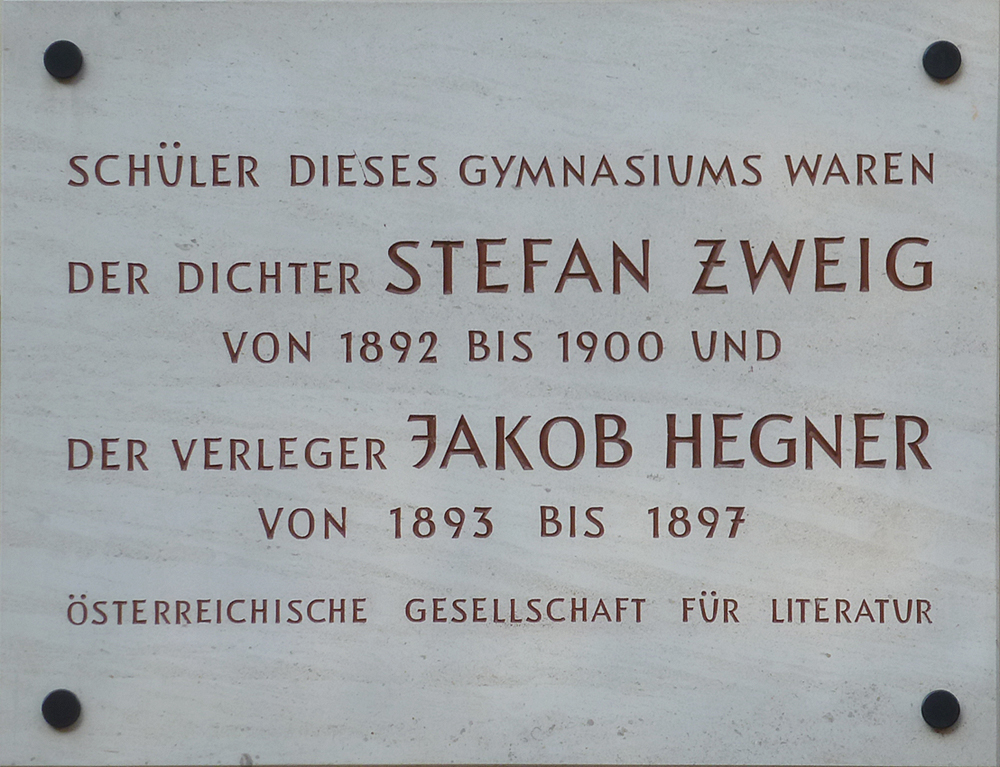 SCHÜLER DIESES GYMNASIUMS WAREN
DER DICHTER STEFAN ZWEIG
VON 1892 BIS 1900 UND
DER VERLEGER JAKOB HEGNER
VON 1893 BIS 1897
ÖSTERREICHISCHE GESELLSCHAFT FÜR LITERATUR